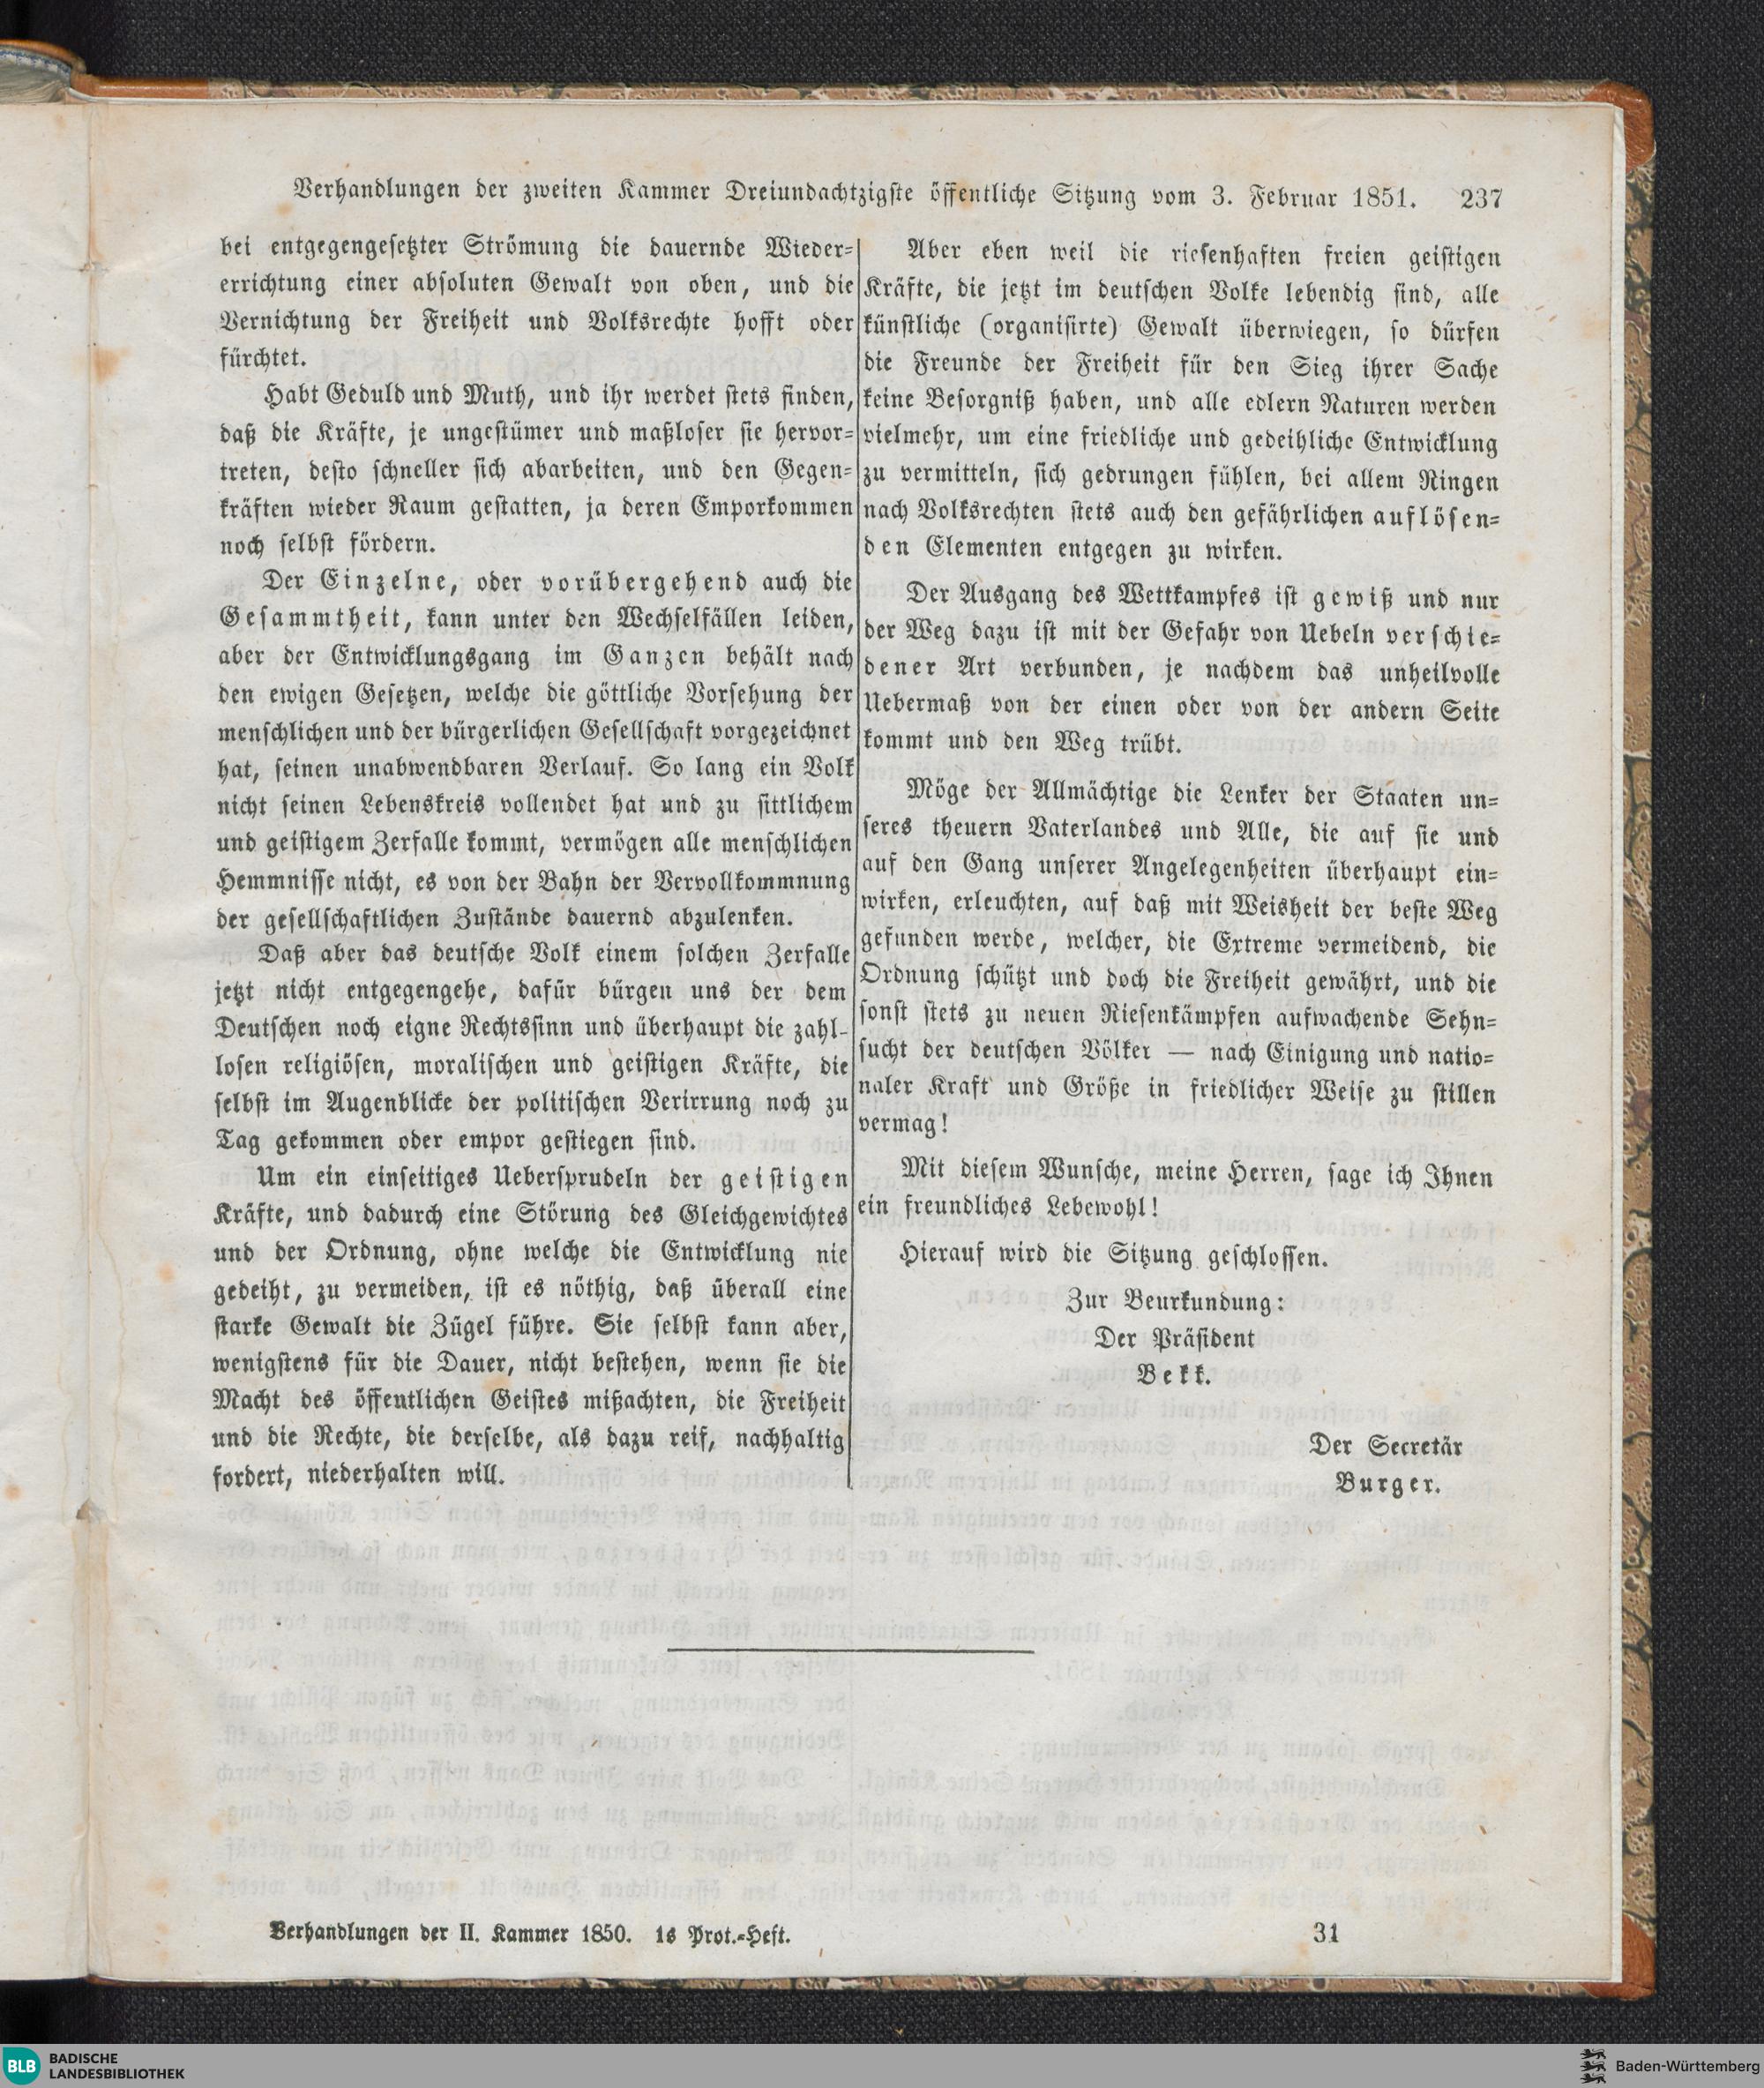 Verhandlungen der zweiten Kammer Dreiundachtzigste öffentliche Sitzung vom 3. Februar 1851. 237
bei entgegengesetzter Strömung die dauernde Wieder=
errichtung einer absoluten Gewalt von oben, und die
Vernichtung der Freiheit und Volksrechte hofft oder
fürchtet.
Habt Geduld und Muth, und ihr werdet stets finden,
daß die Kräfte, je ungestümer und maßloser sie hervor=
treten, desto schneller sich abarbeiten, und den Gegen=
kräften wieder Raum gestatten, ja deren Emporkommen
noch selbst fördern.
Der Einzelne, oder vorübergehend auch die
Gesammtheit, kann unter den Wechselfällen leiden,
aber der Entwicklungsgang im Ganzen behält nach
den ewigen Gesetzen, welche die göttliche Vorsehung der
menschlichen und der bürgerlichen Gesellschaft vorgezeichnet
hat, seinen unabwendbaren Verlauf. So lang ein Volk
nicht seinen Lebenskreis vollendet hat und zu sittlichem
und geistigem Zerfalle kommt, vermögen alle menschlichen
Hemmnisse nicht, es von der Bahn der Vervollkommnung
der gesellschaftlichen Zustände dauernd abzulenken.
Daß aber das deutsche Volk einem solchen Zerfalle
jetzt nicht entgegengehe, dafür bürgen uns der dem
Deutschen noch eigne Rechtssinn und überhaupt die zahl-
losen religiösen, moralischen und geistigen Kräfte, die
selbst im Augenblicke der politischen Verirrung noch zu
Tag gekommen oder empor gestiegen sind.
Um ein einseitiges Uebersprudeln der geistigen
Kräfte, und dadurch eine Störung des Gleichgewichtes
und der Ordnung, ohne welche die Entwicklung nie
gedeiht, zu vermeiden, ist es nöthig, daß überall eine
starke Gewalt die Zügel führe. Sie selbst kann aber,
wenigstens für die Dauer, nicht bestehen, wenn sie die
Macht des öffentlichen Geistes mißachten, die Freiheit
und die Rechte, die derselbe, als dazu reif, nachhaltig
fordert, niederhalten will.
Aber eben weil die riesenhaften freien geistigen
Kräfte, die jetzt im deutschen Volke lebendig sind, alle
künstliche (organisirte) Gewalt überwiegen, so dürfen
die Freunde der Freiheit für den Sieg ihrer Sache
keine Besorgniß haben, und alle edlern Naturen werden
vielmehr, um eine friedliche und gedeihliche Entwicklung
zu vermitteln, sich gedrungen fühlen, bei allem Ringen
nach Volksrechten stets auch den gefährlichen auflösen=
den Elementen entgegen zu wirken.
Der Ausgang des Wettkampfes ist gewiß und nur
der Weg dazu ist mit der Gefahr von Uebeln verschie=
dener Art verbunden, je nachdem das unheilvolle
Uebermaß von der einen oder von der andern Seite
kommt und den Weg trübt.
Möge der Allmächtige die Lenker der Staaten un=
seres theuern Vaterlandes und Alle, die auf sie und
auf den Gang unserer Angelegenheiten überhaupt ein=
wirken, erleuchten, auf daß mit Weisheit der beste Weg
gefunden werde, welcher, die Extreme vermeidend, die
Ordnung schützt und doch die Freiheit gewährt, und die
sonst stets zu neuen Riesenkämpfen aufwachende Sehn=
sucht der deutschen Völker — nach Einigung und natio=
naler Kraft und Größe in friedlicher Weise zu stillen
vermag!
Mit diesem Wunsche, meine Herren, sage ich Ihnen
ein freundliches Lebewohl!
Hierauf wird die Sitzung geschlossen.
Zur Beurkundung:
Der Präsident
Bekk.
Der Secretär
Burger.
Verhandlungen der II. Kammer 1850. 1s Prot.=Heft. 31
BLB BADISCHE
LANDESBIBLIOTHEK
Baden-Württemberg